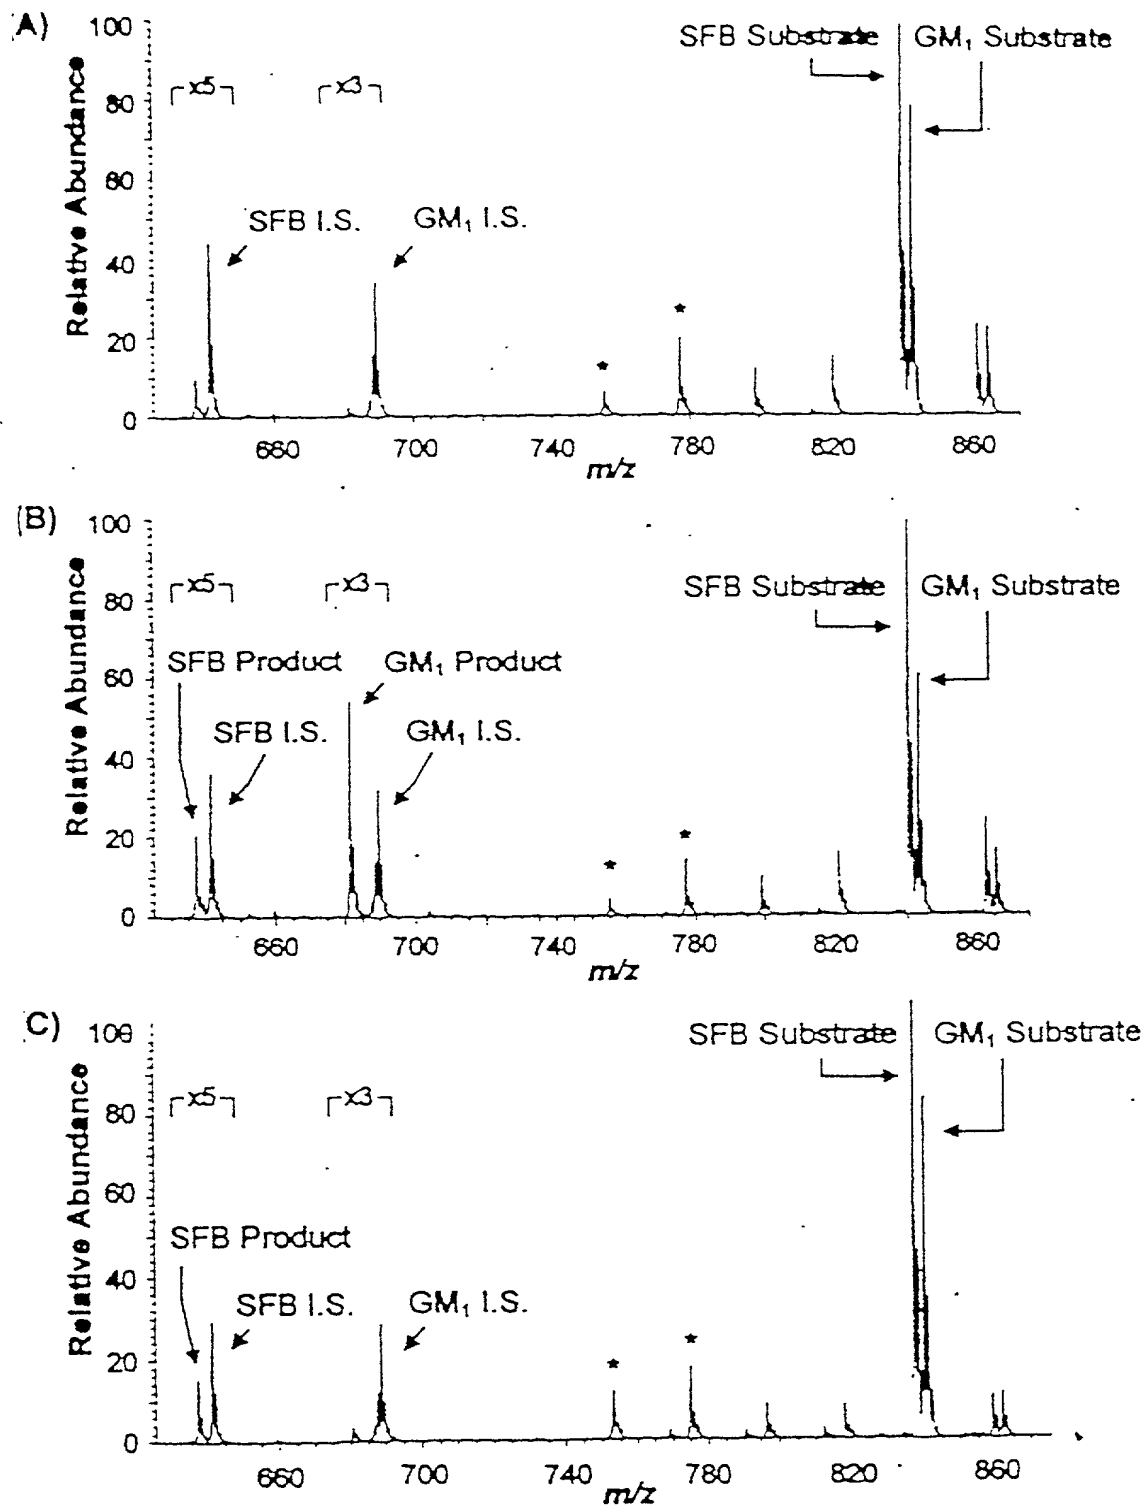 (A)
100
80
60
40
20
0
Relative Abundance
x5
x3
SFB Substrate
GM₁ Substrate
SFB I.S.
GM₁ I.S.
*
*
660
700
740
780
820
860
m/z
(B)
100
80
60
40
20
0
Relative Abundance
x5
x3
SFB Substrate
GM₁ Substrate
SFB Product
GM₁ Product
SFB I.S.
GM₁ I.S.
*
*
660
700
740
780
820
860
m/z
C)
100
80
60
40
20
0
Relative Abundance
x5
x3
SFB Substrate
GM₁ Substrate
SFB Product
SFB I.S.
GM₁ I.S.
*
*
660
700
740
780
820
860
m/z